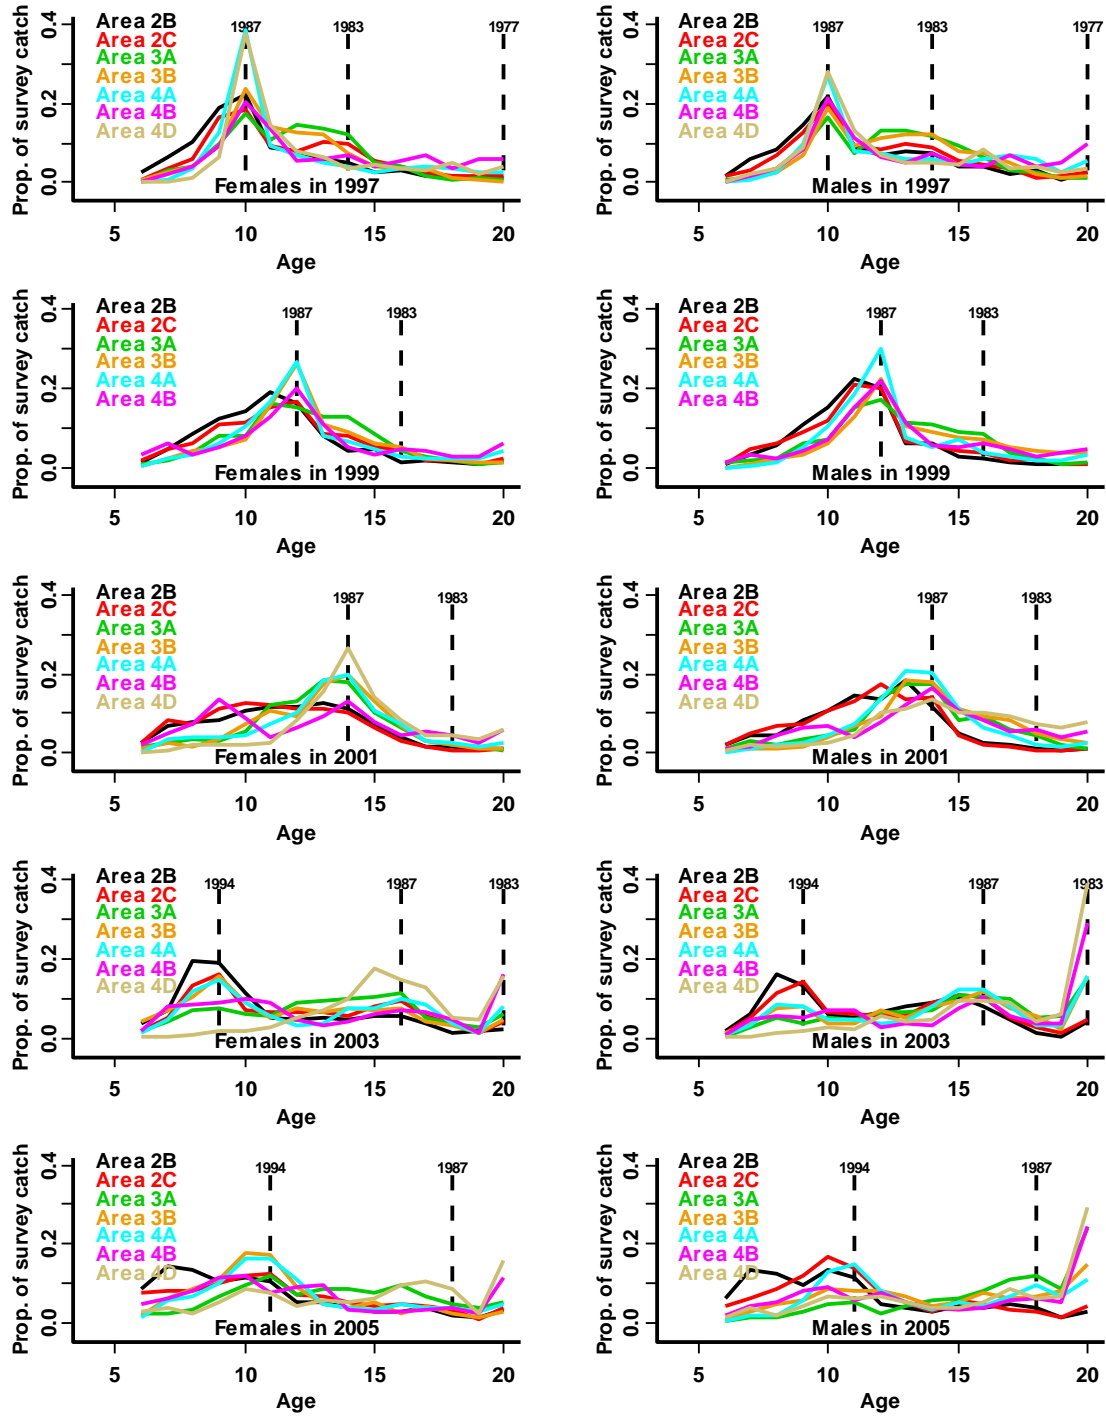 Prop. of survey catch
0.0 0.2 0.4
Area 2B
Area 2C
Area 3A
Area 3B
Area 4A
Area 4B
Area 4D
1987 1983 1977
Females in 1997
5 10 15 20
Age
Prop. of survey catch
0.0 0.2 0.4
Area 2B
Area 2C
Area 3A
Area 3B
Area 4A
Area 4B
Area 4D
1987 1983 1977
Males in 1997
5 10 15 20
Age
Prop. of survey catch
0.0 0.2 0.4
Area 2B
Area 2C
Area 3A
Area 3B
Area 4A
Area 4B
1987 1983
Females in 1999
5 10 15 20
Age
Prop. of survey catch
0.0 0.2 0.4
Area 2B
Area 2C
Area 3A
Area 3B
Area 4A
Area 4B
1987 1983
Males in 1999
5 10 15 20
Age
Prop. of survey catch
0.0 0.2 0.4
Area 2B
Area 2C
Area 3A
Area 3B
Area 4A
Area 4B
Area 4D
1987 1983
Females in 2001
5 10 15 20
Age
Prop. of survey catch
0.0 0.2 0.4
Area 2B
Area 2C
Area 3A
Area 3B
Area 4A
Area 4B
Area 4D
1987 1983
Males in 2001
5 10 15 20
Age
Prop. of survey catch
0.0 0.2 0.4
Area 2B
Area 2C
Area 3A
Area 3B
Area 4A
Area 4B
Area 4D
1994 1987 1983
Females in 2003
5 10 15 20
Age
Prop. of survey catch
0.0 0.2 0.4
Area 2B
Area 2C
Area 3A
Area 3B
Area 4A
Area 4B
Area 4D
1994 1987 1983
Males in 2003
5 10 15 20
Age
Prop. of survey catch
0.0 0.2 0.4
Area 2B
Area 2C
Area 3A
Area 3B
Area 4A
Area 4B
Area 4D
1994 1987
Females in 2005
5 10 15 20
Age
Prop. of survey catch
0.0 0.2 0.4
Area 2B
Area 2C
Area 3A
Area 3B
Area 4A
Area 4B
Area 4D
1994 1987
Males in 2005
5 10 15 20
Age